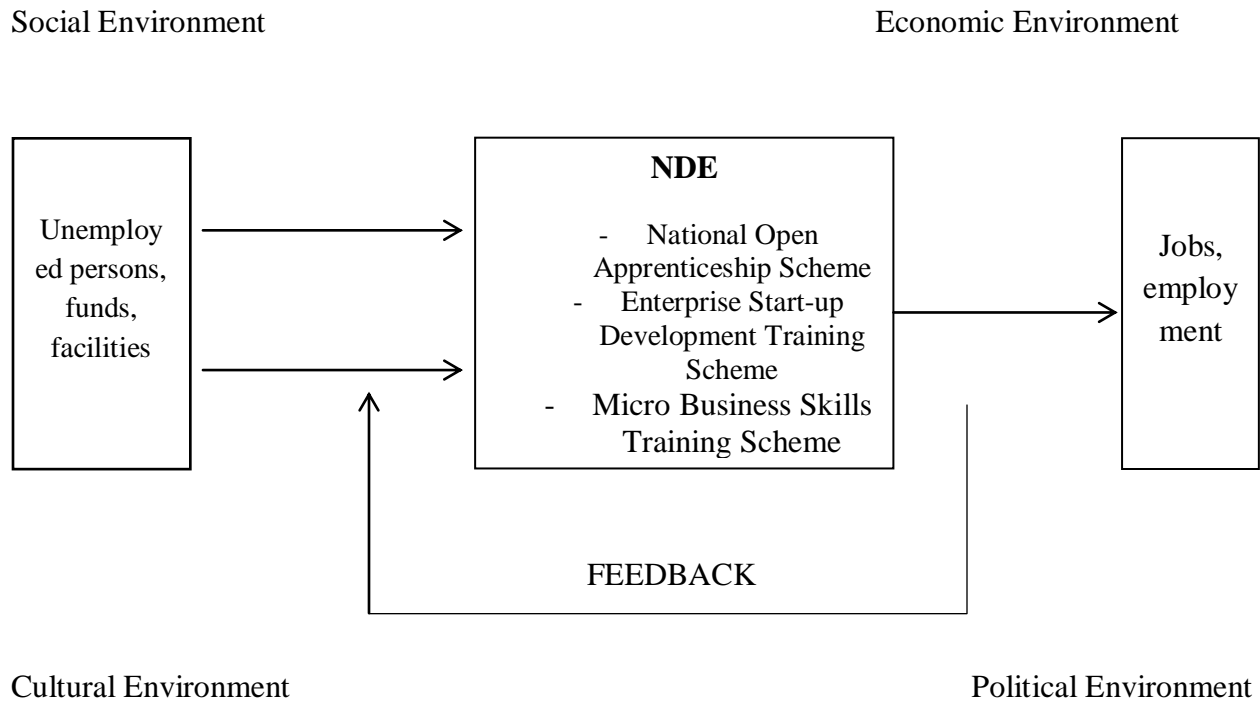 Social Environment
Economic Environment
Unemploy
ed persons,
funds,
facilities
NDE
- National Open
Apprenticeship Scheme
- Enterprise Start-up
Development Training
Scheme
- Micro Business Skills
Training Scheme
Jobs,
employ
ment
FEEDBACK
Cultural Environment
Political Environment